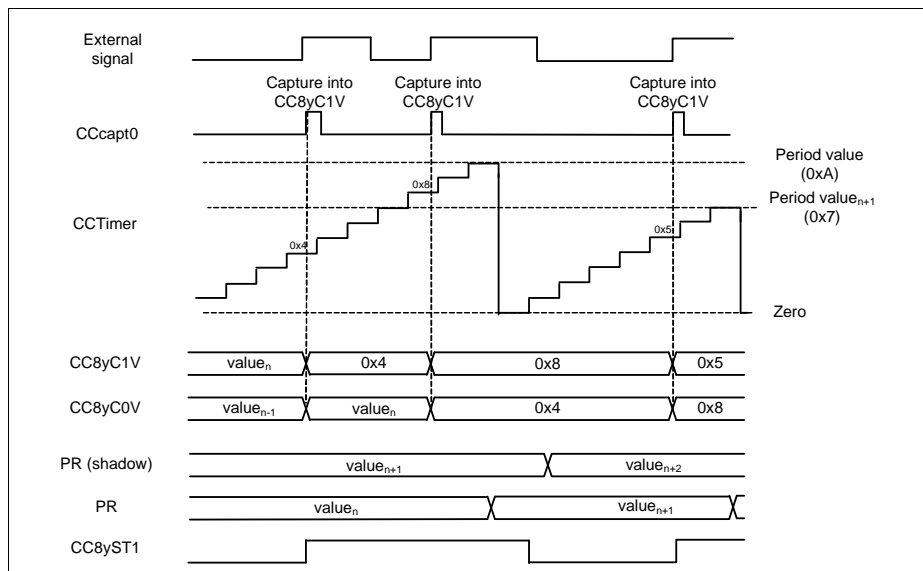 External
signal
Capture into
CC8yC1V
Capture into
CC8yC1V
Capture into
CC8yC1V
CCcapt0
Period value
(0xA)
0x8
Period valueₙ₊₁
(0x7)
CCTimer
0x4
0x5
Zero
CC8yC1V
valueₙ
0x4
0x8
0x5
CC8yC0V
valueₙ₋₁
valueₙ
0x4
0x8
PR (shadow)
valueₙ₊₁
valueₙ₊₂
PR
valueₙ
valueₙ₊₁
CC8yST1